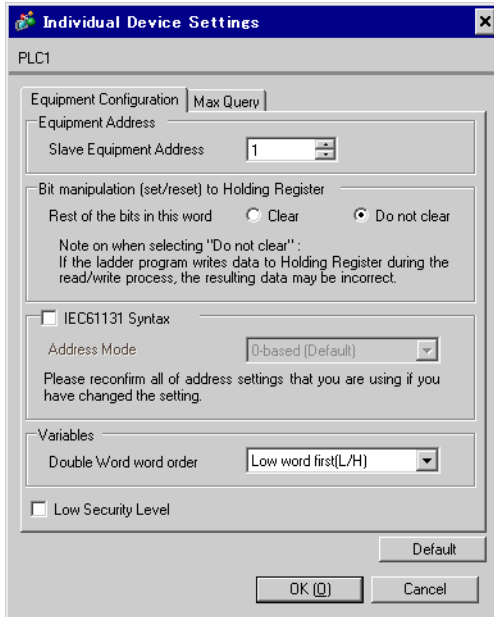 Individual Device Settings
PLC1
Equipment Configuration Max Query
Equipment Address
Slave Equipment Address 1
Bit manipulation (set/reset) to Holding Register
Rest of the bits in this word Clear Do not clear
Note on when selecting "Do not clear" :
If the ladder program writes data to Holding Register during the
read/write process, the resulting data may be incorrect.
IEC61131 Syntax
Address Mode 0-based (Default)
Please reconfirm all of address settings that you are using if you
have changed the setting.
Variables
Double Word word order Low word first(L/H)
Low Security Level
Default
OK (O) Cancel